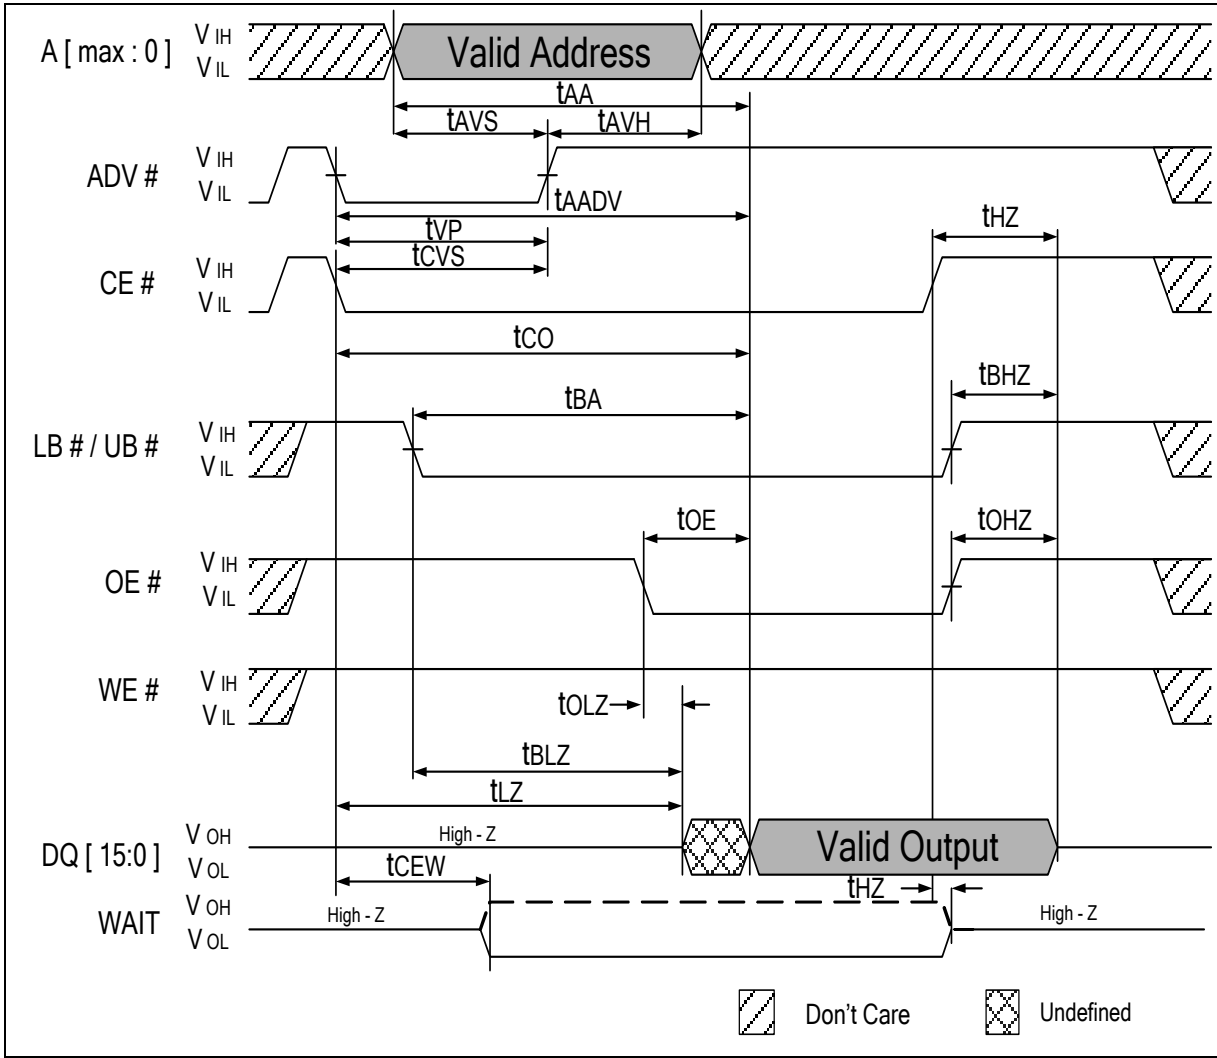 A [ max : 0 ] V IH Valid Address
V IL
tAA
tAVS tAVH
ADV # V IH
V IL
tAADV
tVP tHZ
tCVS
CE # V IH
V IL
tCO
tBHZ
tBA
LB # / UB # V IH
V IL
tOE tOHZ
OE # V IH
V IL
WE # V IH
V IL
tOLZ
tBLZ
tLZ
DQ [ 15:0 ] V OH High - Z Valid Output
V OL
tCEW tHZ
WAIT V OH High - Z High - Z
V OL
Don't Care Undefined